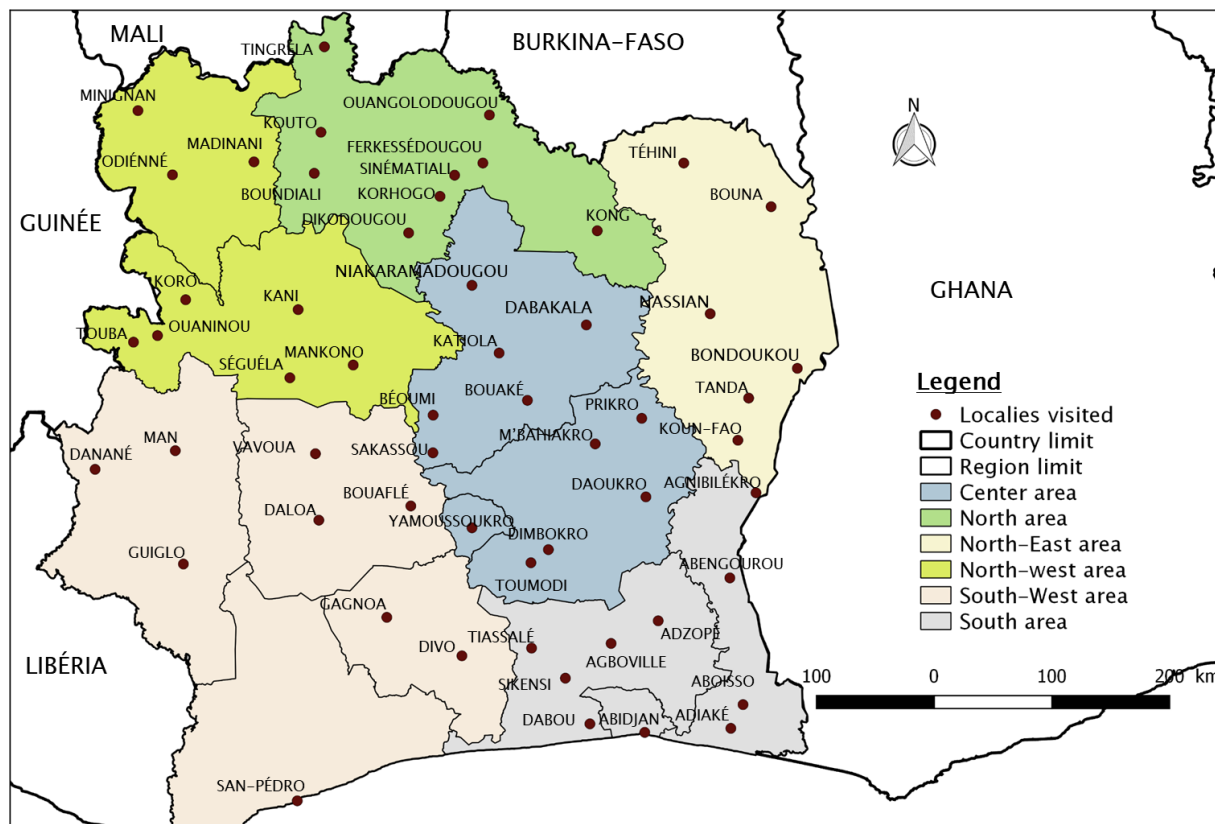 MALI
BURKINA-FASO
TINGRELA
MINIGNAN
OUANGOLODOUGOU
N
KOUTO
MADINANI
FERKESSÉDOUGOU
TÉHINI
ODIÉNNÉ
SINÉMATIALI
BOUNDIALI
KORHOGO
BOUNA
GUINÉE
DIKODOUGOU
KONG
NIAKARAMADOUGOU
KORO
KANI
DABAKALA
NASSIAN
GHANA
TOUBA
OUANINOU
KATIOLA
MANKONO
SÉGUÉLA
BONDOUKOU
BÉOUMI
BOUAKÉ
PRIKRO
TANDA
Legend
Localies visited
MAN
VAVOUA
SAKASSOU
M'BAHIAKRO
KOUN-FAO
Country limit
DANANÉ
Region limit
BOUAFLÉ
DAOUKRO
AGNIBILÉKRO
Center area
DALOA
YAMOUSSOUKRO
North area
GUIGLO
DIMBOKRO
North-East area
TOUMODI
ABENGOUROU
North-west area
South-West area
GAGNOA
South area
DIVO
TIASSALÉ
ADZOPÉ
LIBÉRIA
AGBOVILLE
SIKENSI
ABOISSO
100 0 100 200 km
DABOU
ABIDJAN
ADIAKÉ
SAN-PÉDRO